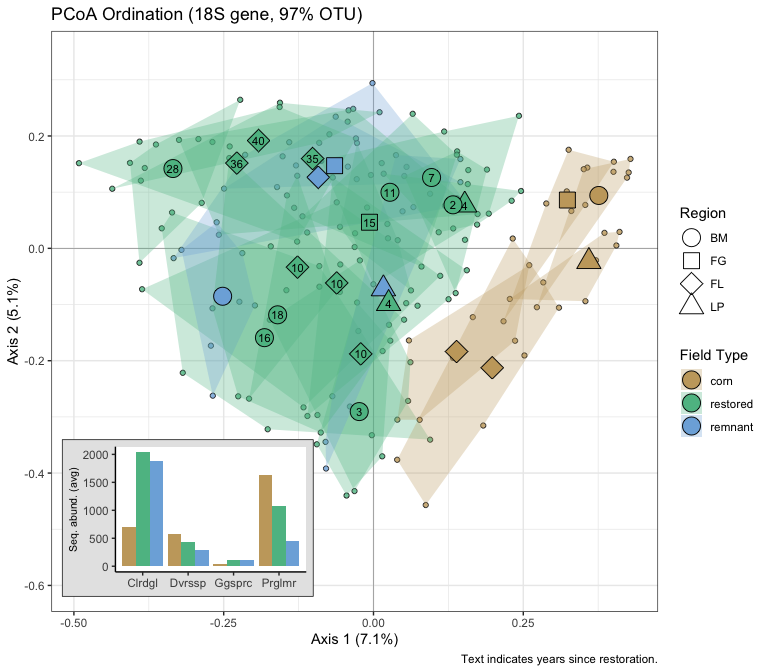 PCoA Ordination (18S gene, 97% OTU)
Axis 2 (5.1%)
0.2
0.0
-0.2
-0.4
-0.6
28
36
40
35
15
11
7
2
4
10
10
4
18
16
10
3
Seq. abund. (avg)
2000
1500
1000
500
0
Clrdgl Dvrssp Ggsprc Prglmr
-0.50 -0.25 0.00 0.25
Axis 1 (7.1%)
Text indicates years since restoration.
Region
BM
FG
FL
LP
Field Type
corn
restored
remnant